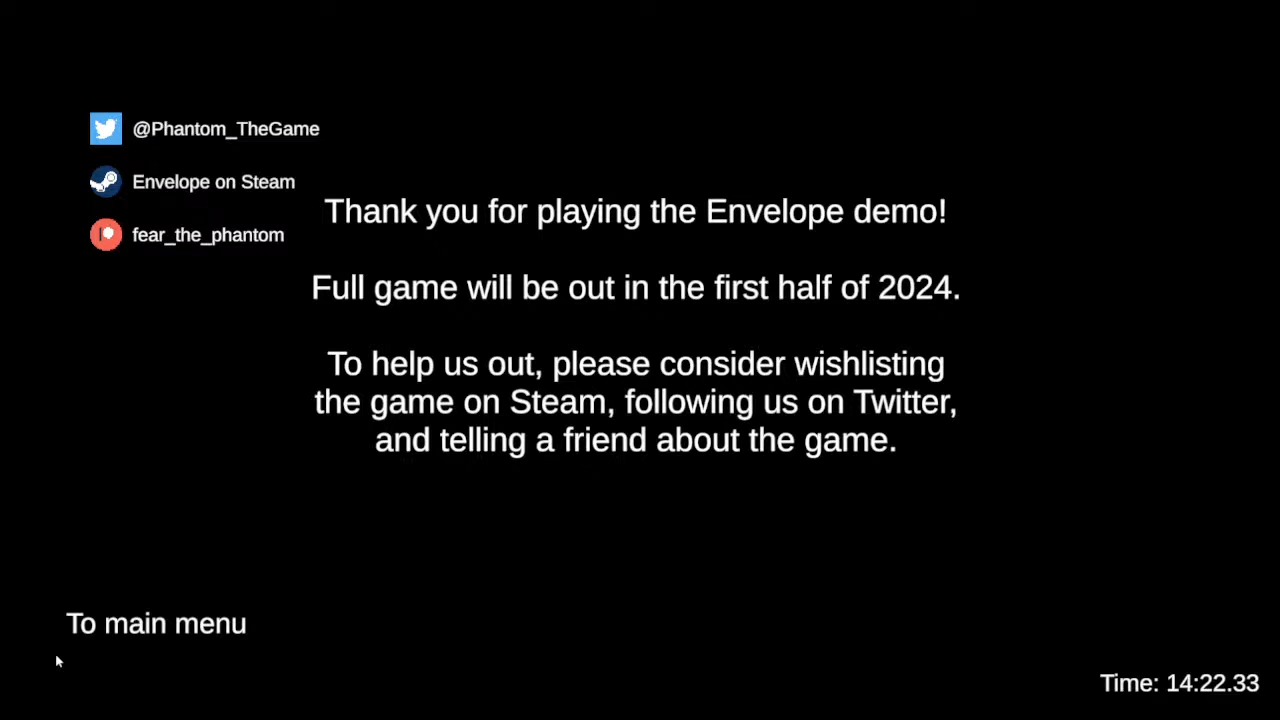 @Phantom_TheGame
Envelope on Steam
fear_the_phantom
Thank you for playing the Envelope demo!
Full game will be out in the first half of 2024.
To help us out, please consider wishlisting
the game on Steam, following us on Twitter,
and telling a friend about the game.
To main menu
Time: 14:22.33